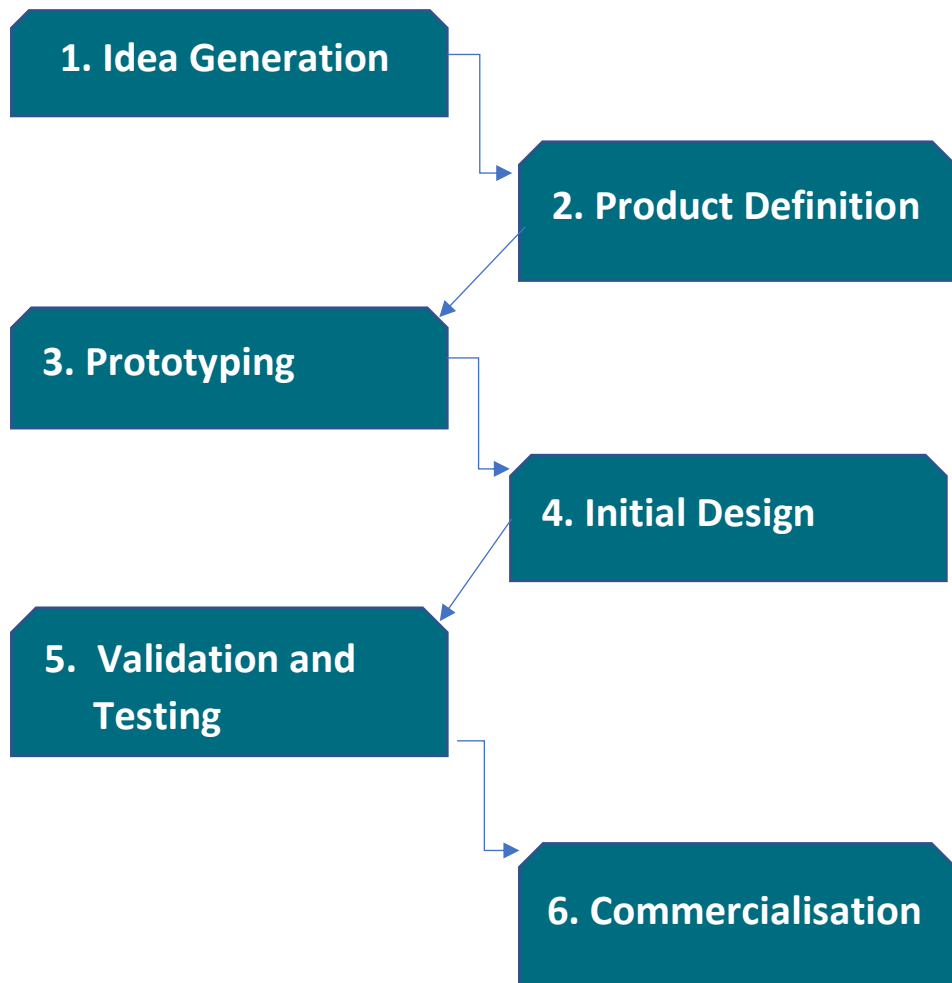 1. Idea Generation
2. Product Definition
3. Prototyping
4. Initial Design
5. Validation and
Testing
6. Commercialisation